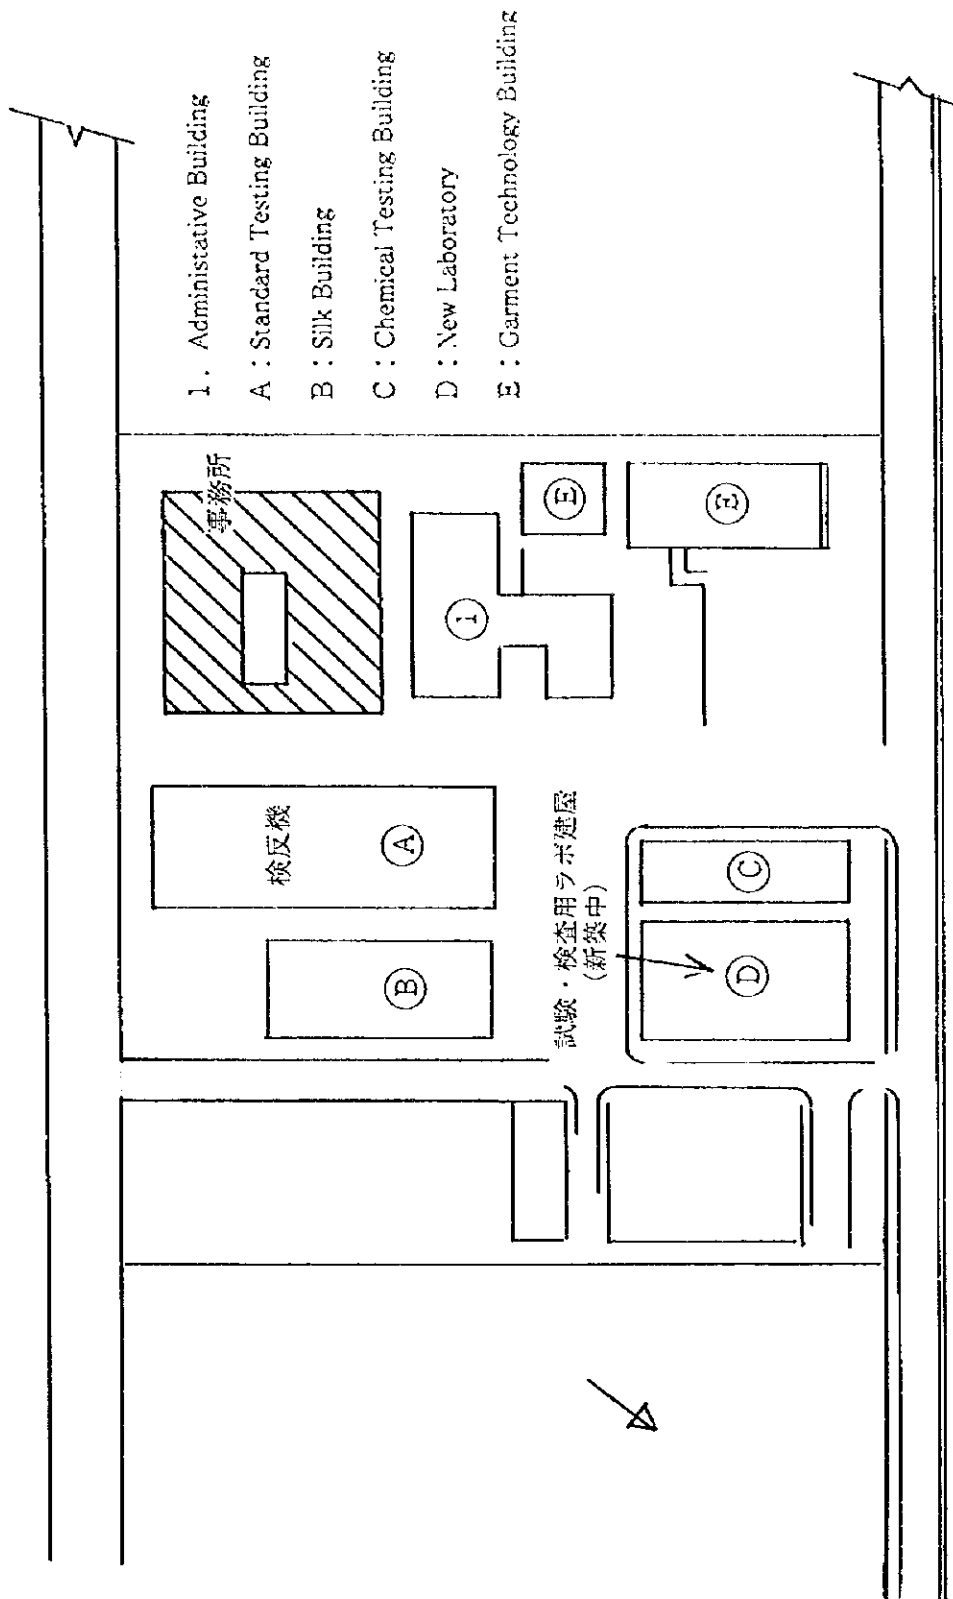 1. Administative Building
A : Standard Testing Building
B : Silk Building
C : Chemical Testing Building
D : New Laboratory
E : Garment Technology Building
事務所
1
E
E
検反機
A
B
試験・検査用ラボ建屋
(新築中)
C
D